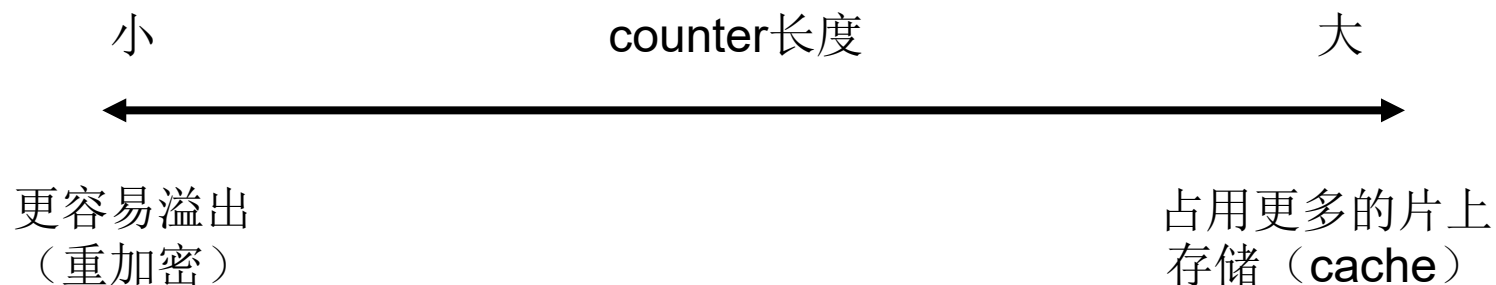 小 counter长度 大
更容易溢出
（重加密）
占用更多的片上
存储（cache）